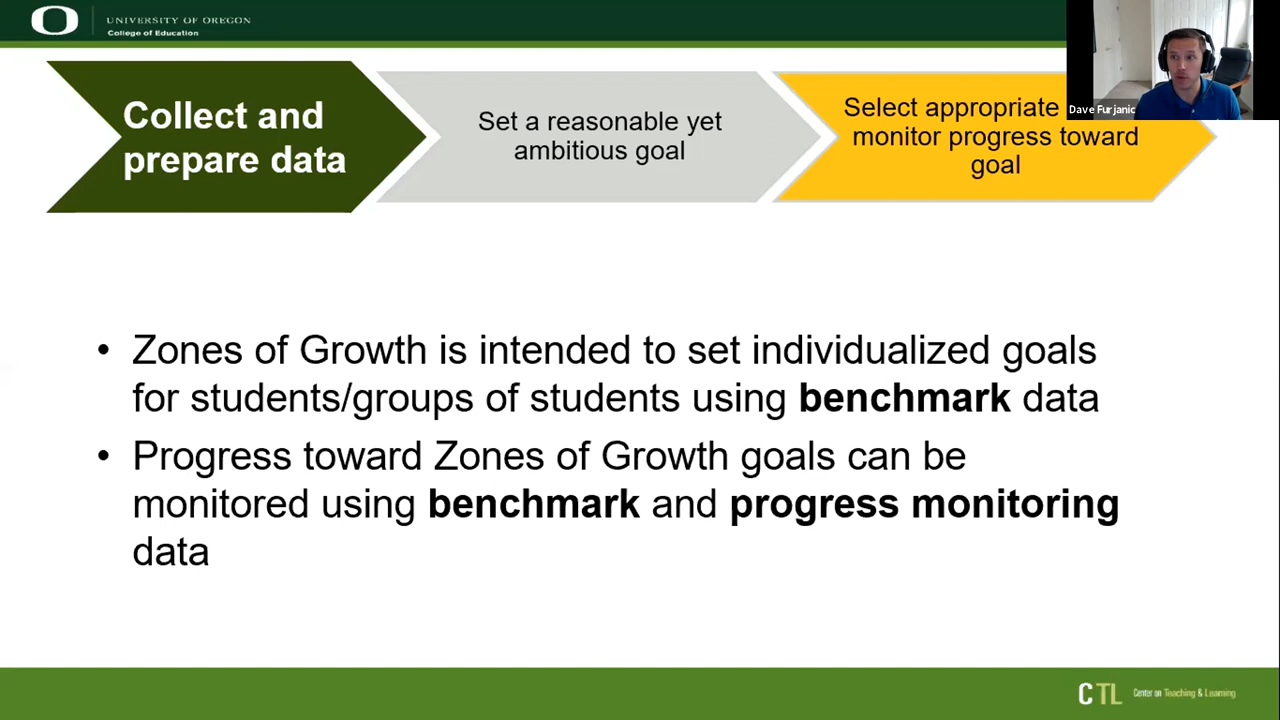 UNIVERSITY OF OREGON
College of Education
Dave Furjanic
Collect and
prepare data
Set a reasonable yet
ambitious goal
Select appropriate
monitor progress toward
goal
• Zones of Growth is intended to set individualized goals
for students/groups of students using benchmark data
• Progress toward Zones of Growth goals can be
monitored using benchmark and progress monitoring
data
CTL Center on Teaching & Learning